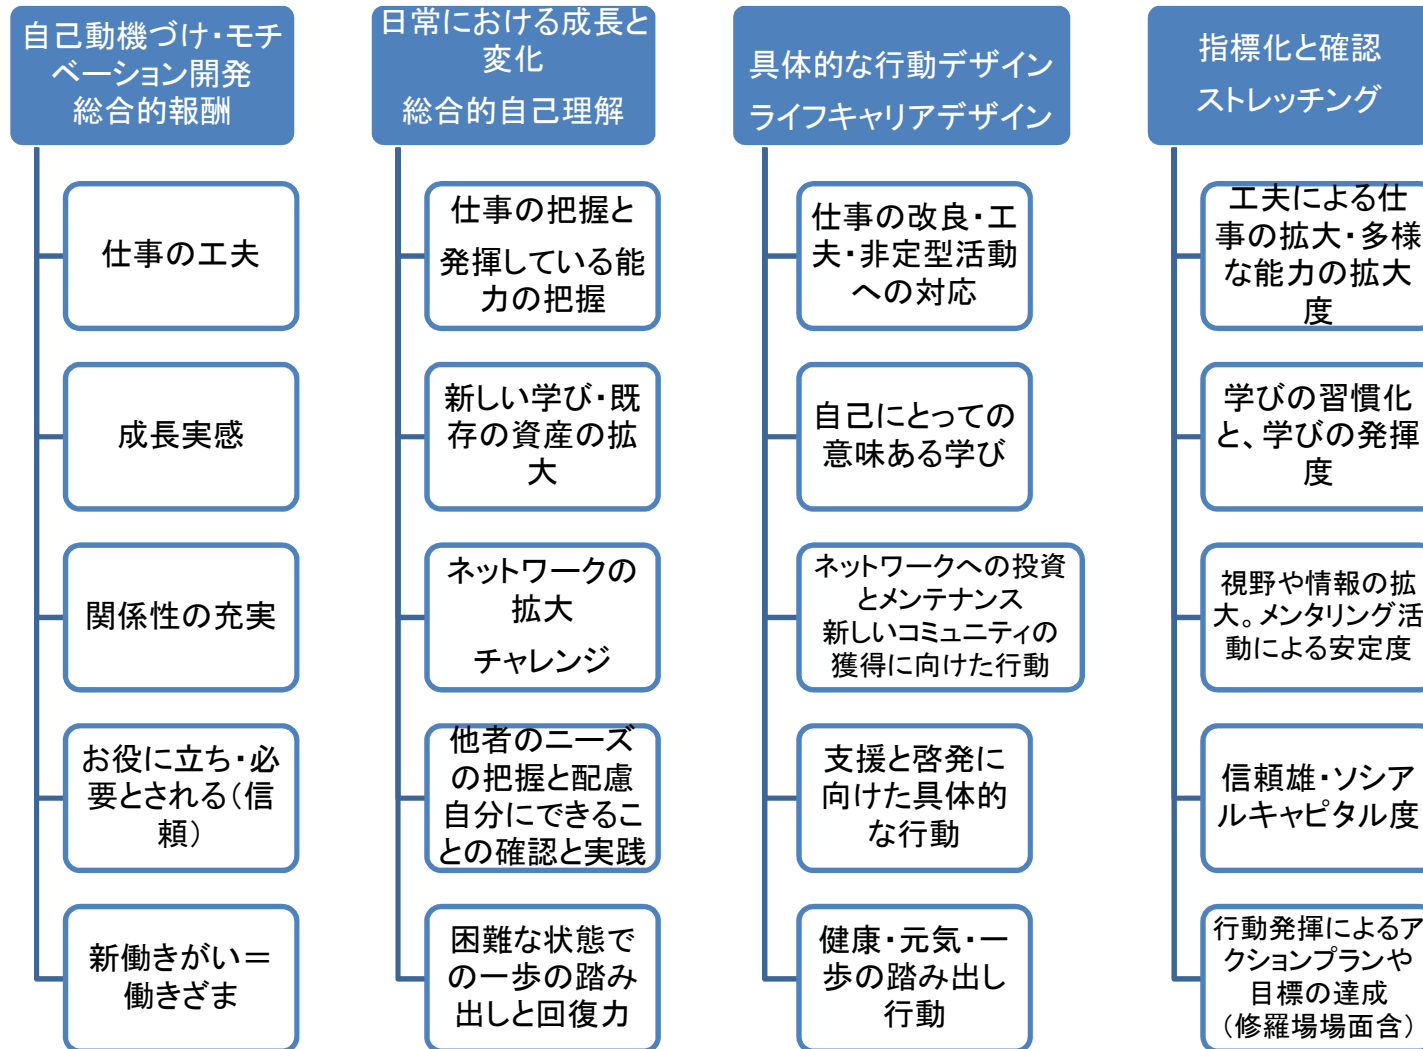 自己動機づけ・モチ
ベーション開発
総合的報酬
仕事の工夫
成長実感
関係性の充実
お役に立ち・必
要とされる(信
頼)
新働きがい=
働きざま
日常における成長と
変化
総合的自己理解
仕事の把握と
発揮している能
力の把握
新しい学び・既
存の資産の拡
大
ネットワークの
拡大
チャレンジ
他者のニーズ
の把握と配慮
自分にできるこ
との確認と実践
困難な状態で
の一歩の踏み
出しと回復力
具体的な行動デザイン
ライフキャリアデザイン
仕事の改良・工
夫・非定型活動
への対応
自己にとっての
意味ある学び
ネットワークへの投資
とメンテナンス
新しいコミュニティの
獲得に向けた行動
支援と啓発に
向けた具体的
な行動
健康・元気・一
歩の踏み出し
行動
指標化と確認
ストレッチング
工夫による仕
事の拡大・多様
な能力の拡大
度
学びの習慣化
と、学びの発揮
度
視野や情報の拡
大。メンタリング活
動による安定度
信頼雄・ソシア
ルキャピタル度
行動発揮によるア
クションプランや
目標の達成
(修羅場場面含)